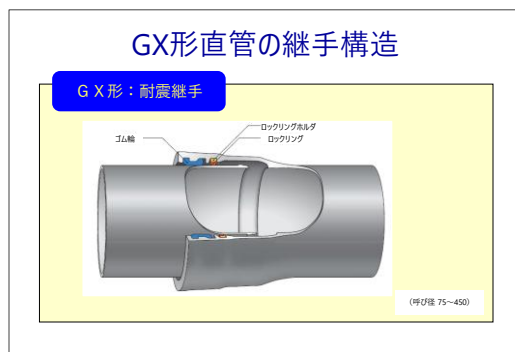 GX形直管の継手構造
ＧＸ形：耐震継手
ロックリングホルダ
ゴム輪
ロックリング
（呼び径 75～450）